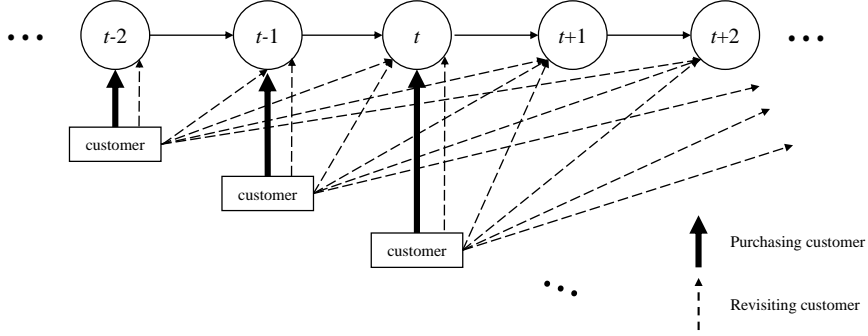 t-2
t-1
t
t+1
t+2
customer
customer
customer
Purchasing customer
Revisiting customer